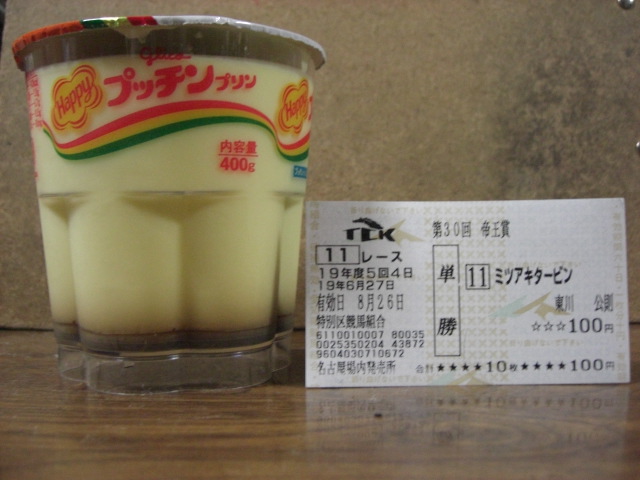 Glico
Happy
プッチンプリン
Happy
内容量
400g
TCK
第30回 帝王賞
11レース
19年度5回4日
19年6月27日
有効日 8月26日
特別区競馬組合
6110010007 80035
0025350204 43872
9604030710672
名古屋場内発売所
単勝
11 ミツアキタービン
東川 公則
☆☆☆100円
合計 ★★★★10枚★★★★100円